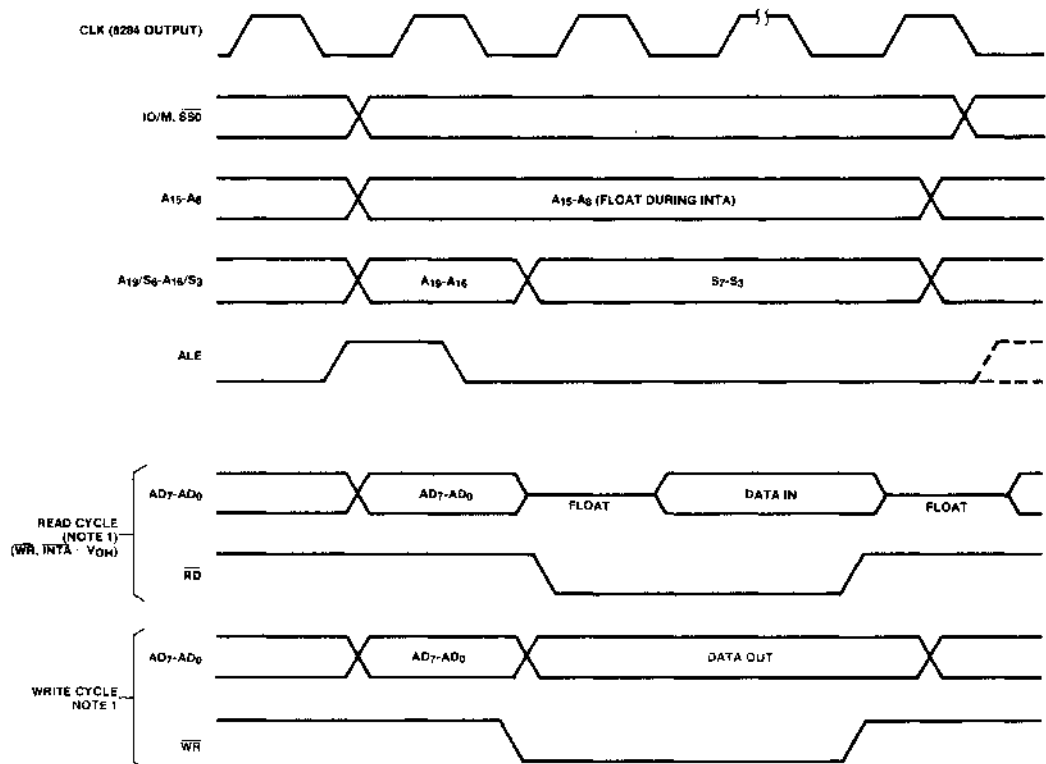 CLK (8284 OUTPUT)
IO/M, SSO
A15-A8
A15-A8 (FLOAT DURING INTA)
A19/S6-A16/S3
A19-A16
S7-S3
ALE
AD7-AD0
AD7-AD0
FLOAT
DATA IN
FLOAT
READ CYCLE
(NOTE 1)
(WR, INTA - VOH)
RD
AD7-AD0
AD7-AD0
DATA OUT
WRITE CYCLE
NOTE 1
WR